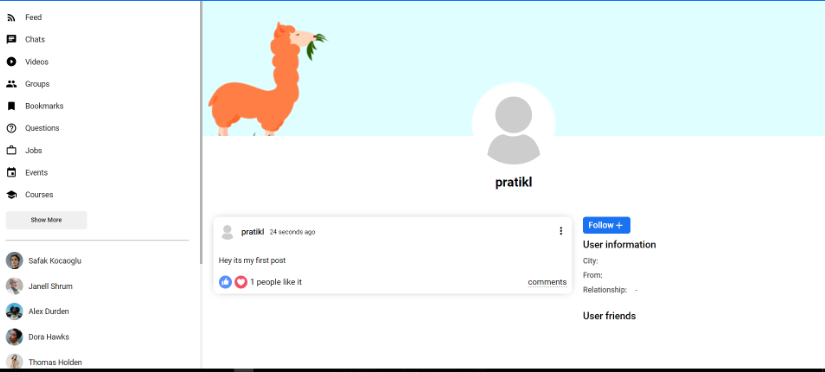 Feed
Chats
Videos
Groups
Bookmarks
Questions
Jobs
Events
Courses
Show More
Safak Kocaoglu
Janell Shrum
Alex Durden
Dora Hawks
Thomas Holden
pratikl
pratikl 24 seconds ago
Hey its my first post
1 people like it comments
Follow +
User information
City:
From:
Relationship: -
User friends